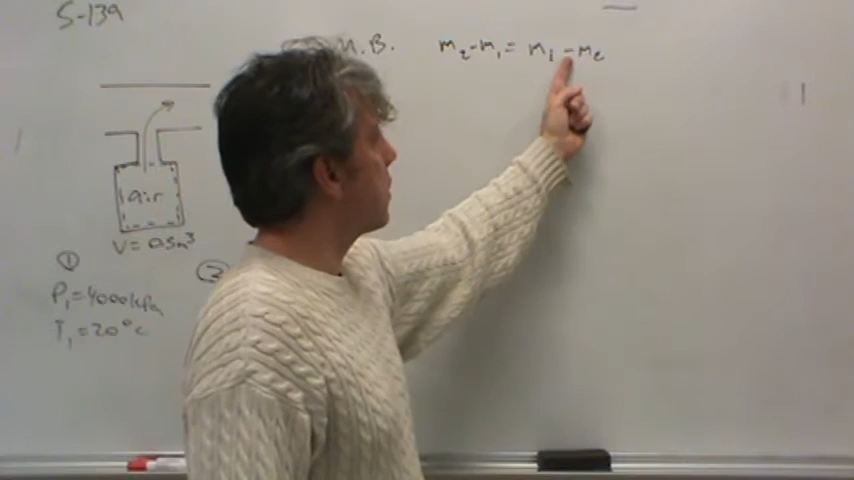 S-139
M.B. m₂-m₁= m₁-mₑ
air
V= 0.5m³
① ②
P₁=4000kPa
T₁=20°C